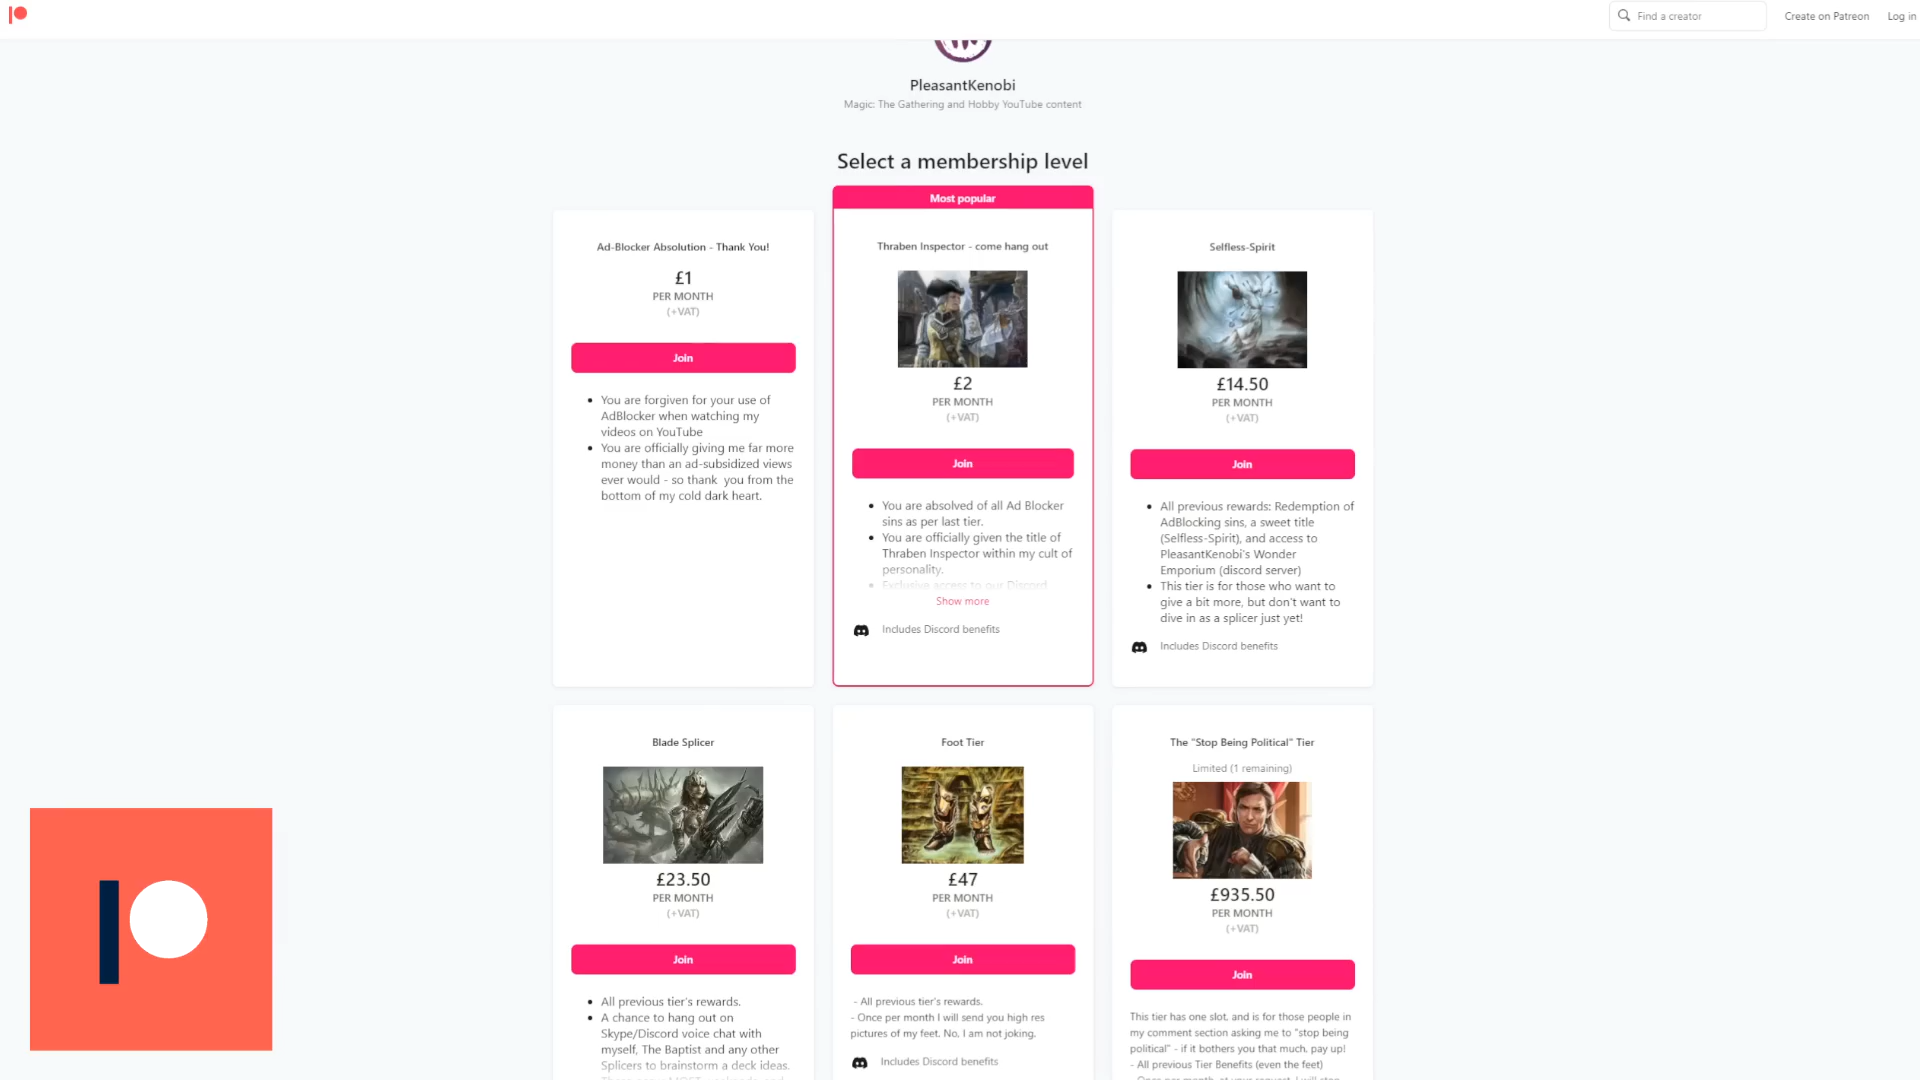 Find a creator
Create on Patreon
Log in
PleasantKenobi
Magic: The Gathering and Hobby YouTube content
Select a membership level
Ad-Blocker Absolution - Thank You!
£1
PER MONTH
(+VAT)
Join
You are forgiven for your use of
AdBlocker when watching my
videos on YouTube
You are officially giving me far more
money than an ad-subsidized views
ever would - so thank you from the
bottom of my cold dark heart.
Most popular
Thraben Inspector - come hang out
£2
PER MONTH
(+VAT)
Join
You are absolved of all Ad Blocker
sins as per last tier.
You are officially given the title of
Thraben Inspector within my cult of
personality.
Exclusive access to our Discord
Show more
Includes Discord benefits
Selfless-Spirit
£14.50
PER MONTH
(+VAT)
Join
All previous rewards: Redemption of
AdBlocking sins, a sweet title
(Selfless-Spirit), and access to
PleasantKenobi's Wonder
Emporium (discord server)
This tier is for those who want to
give a bit more, but don't want to
dive in as a splicer just yet!
Includes Discord benefits
Blade Splicer
£23.50
PER MONTH
(+VAT)
Join
All previous tier's rewards.
A chance to hang out on
Skype/Discord voice chat with
myself, The Baptist and any other
Splicers to brainstorm a deck ideas.
Foot Tier
£47
PER MONTH
(+VAT)
Join
- All previous tier's rewards.
- Once per month I will send you high res
pictures of my feet. No, I am not joking.
Includes Discord benefits
The "Stop Being Political" Tier
Limited (1 remaining)
£935.50
PER MONTH
(+VAT)
Join
This tier has one slot, and is for those people in
my comment section asking me to "stop being
political" - if it bothers you that much, pay up!
- All previous Tier Benefits (even the feet)
- Once per month, at your request, I will stop